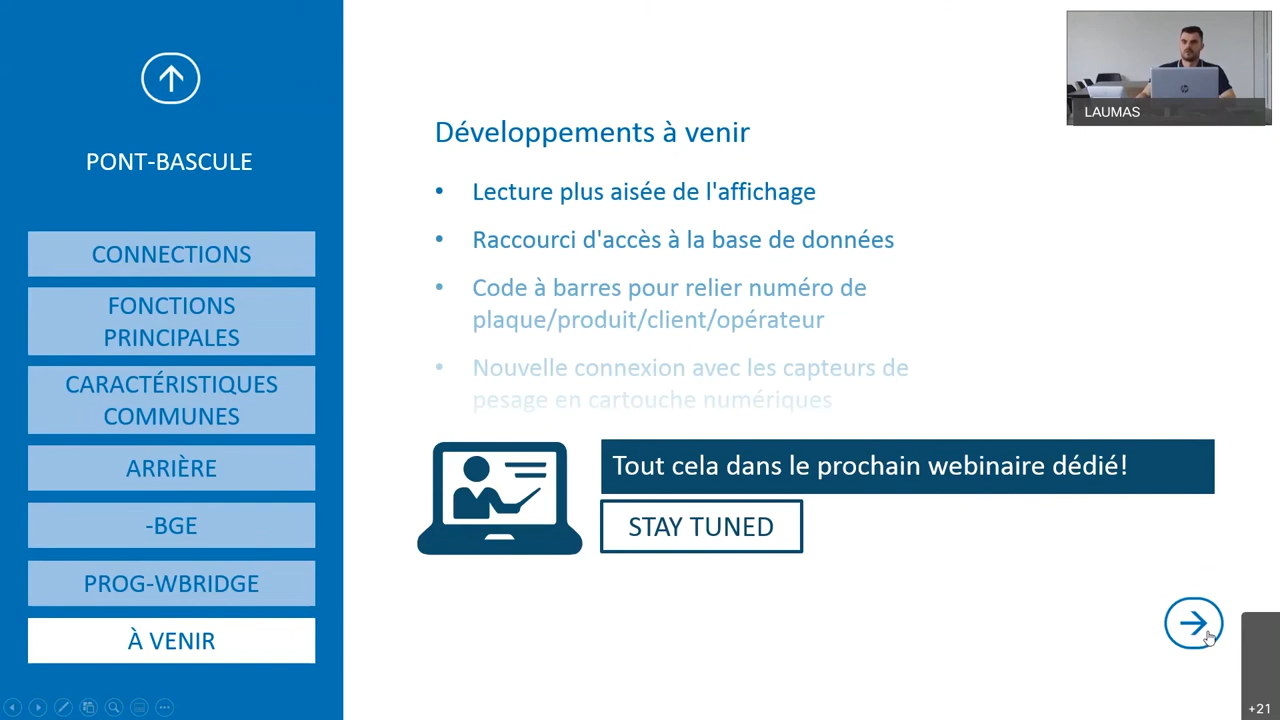 PONT-BASCULE
CONNECTIONS
FONCTIONS
PRINCIPALES
CARACTÉRISTIQUES
COMMUNES
ARRIÈRE
-BGE
PROG-WBRIDGE
À VENIR
Développements à venir
• Lecture plus aisée de l'affichage
• Raccourci d'accès à la base de données
• Code à barres pour relier numéro de
plaque/produit/client/opérateur
• Nouvelle connexion avec les capteurs de
pesage en cartouche numériques
Tout cela dans le prochain webinaire dédié!
STAY TUNED
LAUMAS
+21